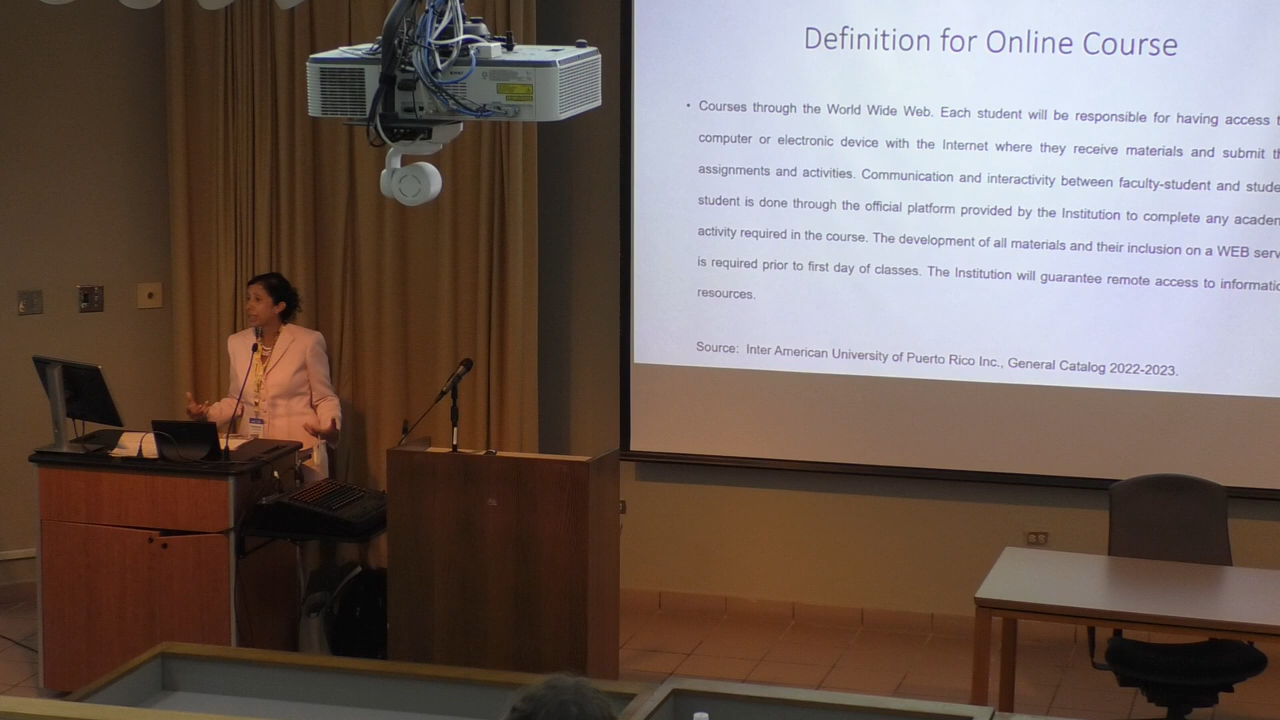 Definition for Online Course
• Courses through the World Wide Web. Each student will be responsible for having access
computer or electronic device with the Internet where they receive materials and submit
assignments and activities. Communication and interactivity between faculty-student and
student is done through the official platform provided by the Institution to complete any
activity required in the course. The development of all materials and their inclusion on a WEB
is required prior to first day of classes. The Institution will guarantee remote access to
resources.
Source: Inter American University of Puerto Rico Inc., General Catalog 2022-2023.